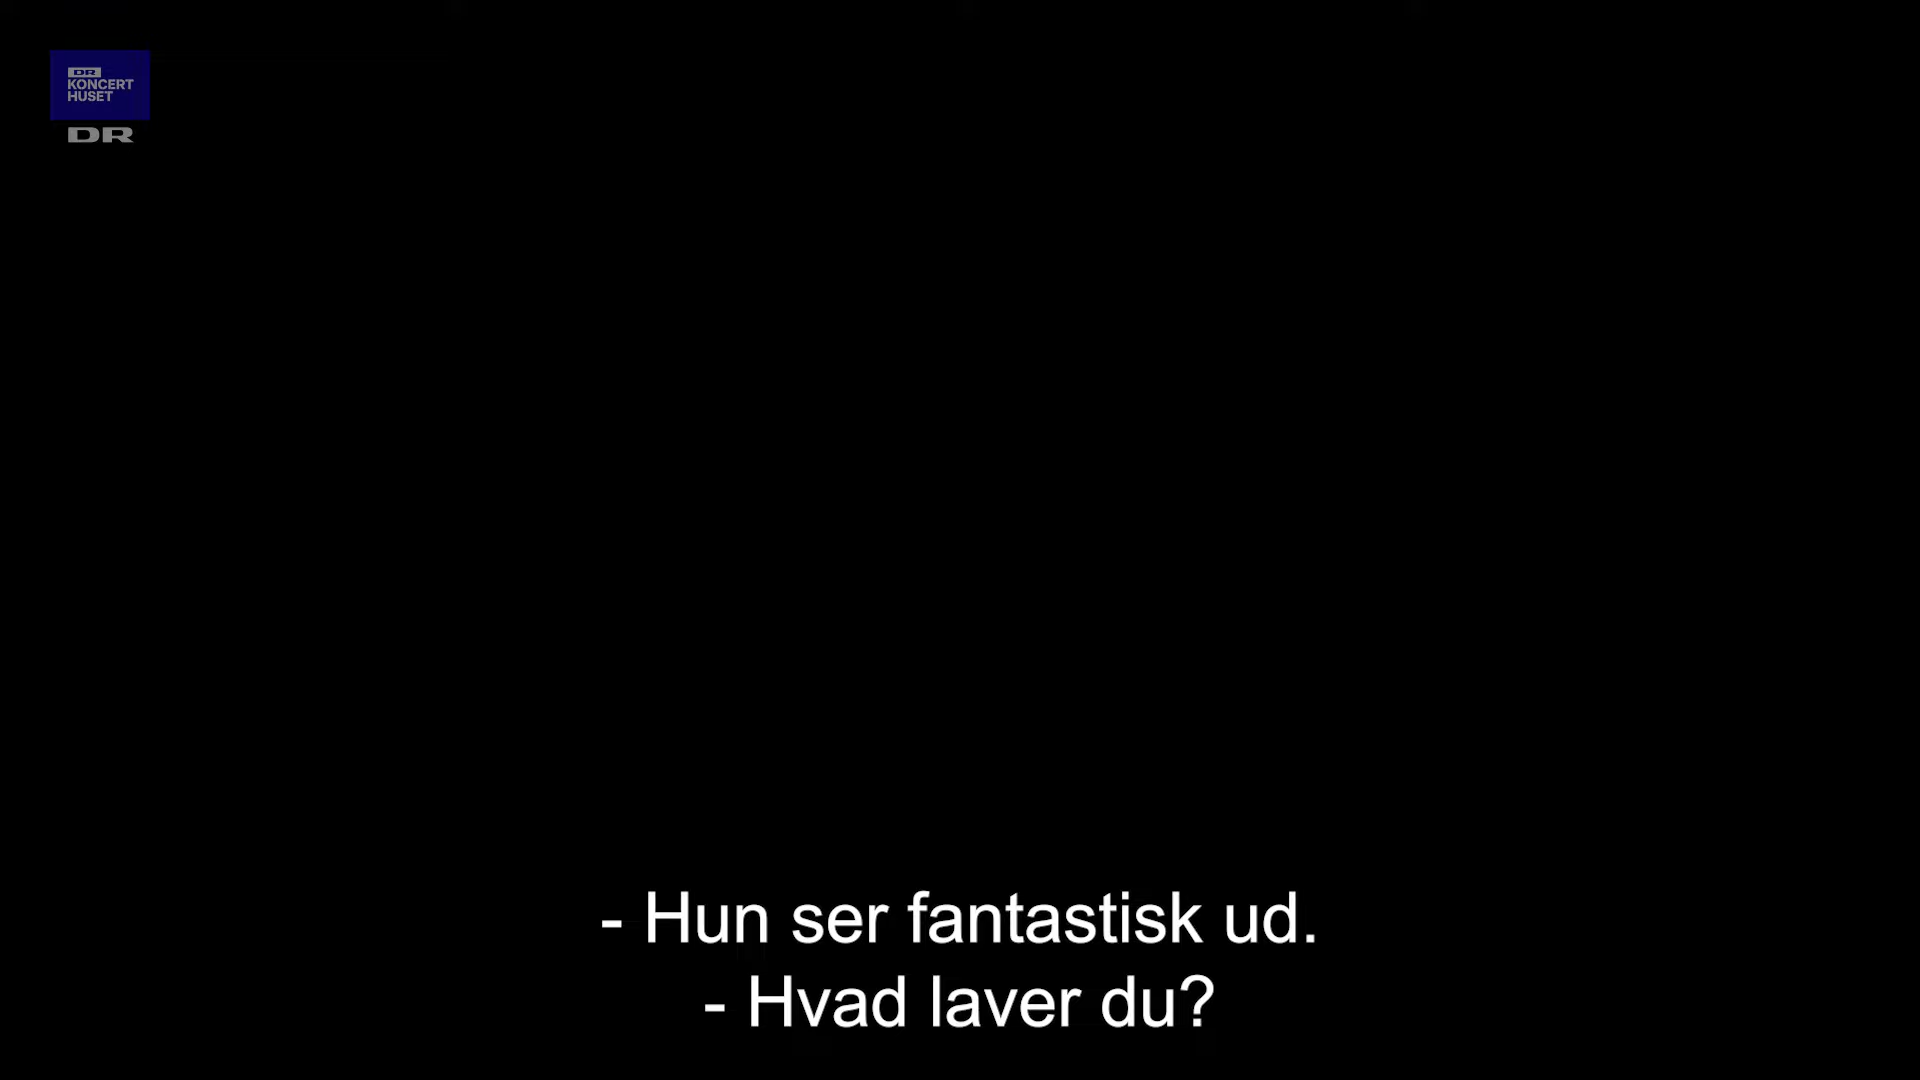 DR
KONCERT
HUSET
DR
- Hun ser fantastisk ud.
- Hvad laver du?